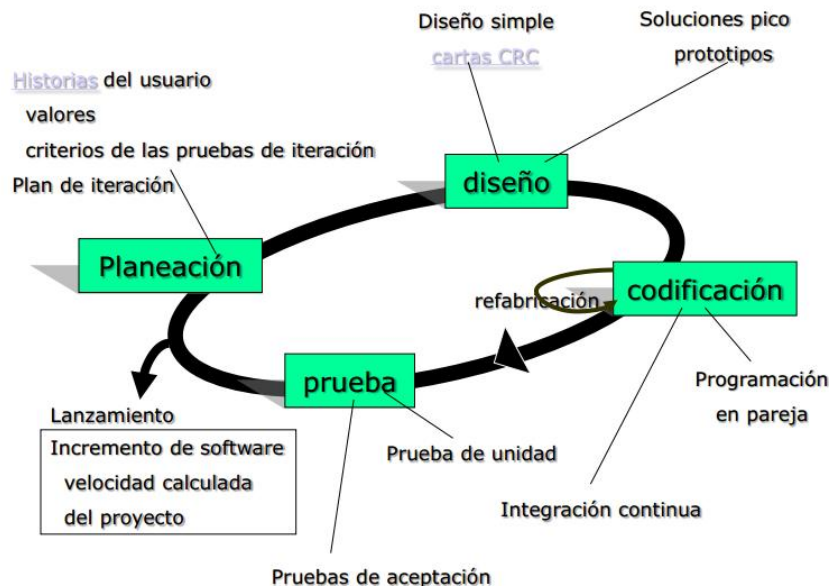 Diseño simple
cartas CRC
Soluciones pico
prototipos
Historias del usuario
valores
criterios de las pruebas de iteración
Plan de iteración
diseño
Planeación
refabricación
codificación
prueba
Programación
en pareja
Lanzamiento
Incremento de software
velocidad calculada
del proyecto
Prueba de unidad
Integración continua
Pruebas de aceptación